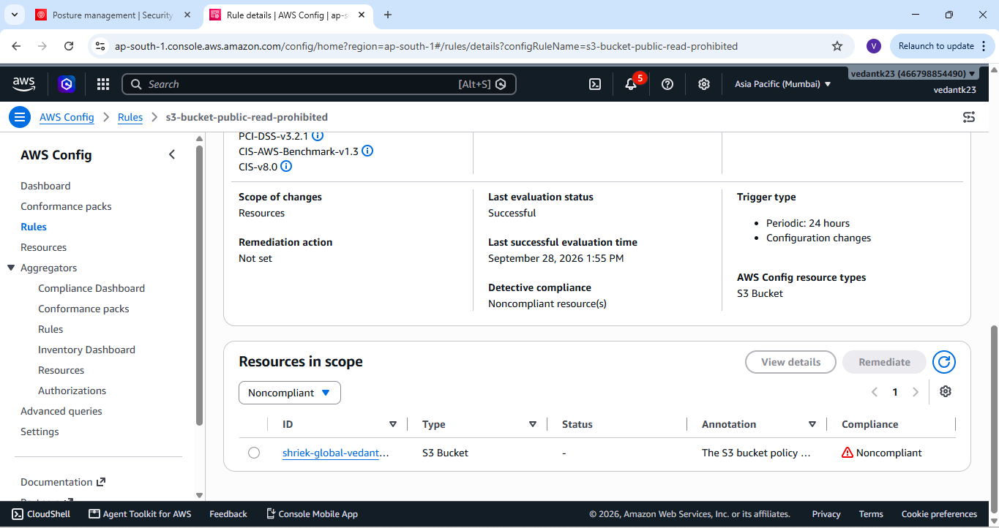 Posture management | Security
Rule details | AWS Config | ap-s
ap-south-1.console.aws.amazon.com/config/home?region=ap-south-1#/rules/details?configRuleName=s3-bucket-public-read-prohibited
V
Relaunch to update
aws
Search
[Alt+S]
5
Asia Pacific (Mumbai)
vedantk23 (466798854490)
vedantk23
AWS Config
Rules
s3-bucket-public-read-prohibited
AWS Config
Dashboard
Conformance packs
Rules
Resources
Aggregators
Compliance Dashboard
Conformance packs
Rules
Inventory Dashboard
Resources
Authorizations
Advanced queries
Settings
Documentation
PCI-DSS-v3.2.1
CIS-AWS-Benchmark-v1.3
CIS-v8.0
Scope of changes
Resources
Remediation action
Not set
Last evaluation status
Successful
Last successful evaluation time
September 28, 2026 1:55 PM
Detective compliance
Noncompliant resource(s)
Trigger type
• Periodic: 24 hours
• Configuration changes
AWS Config resource types
S3 Bucket
Resources in scope
View details
Remediate
Noncompliant
1
ID Type Status Annotation Compliance
shriek-global-vedant... S3 Bucket - The S3 bucket policy ... Noncompliant
CloudShell
Agent Toolkit for AWS
Feedback
Console Mobile App
© 2026, Amazon Web Services, Inc. or its affiliates.
Privacy
Terms
Cookie preferences